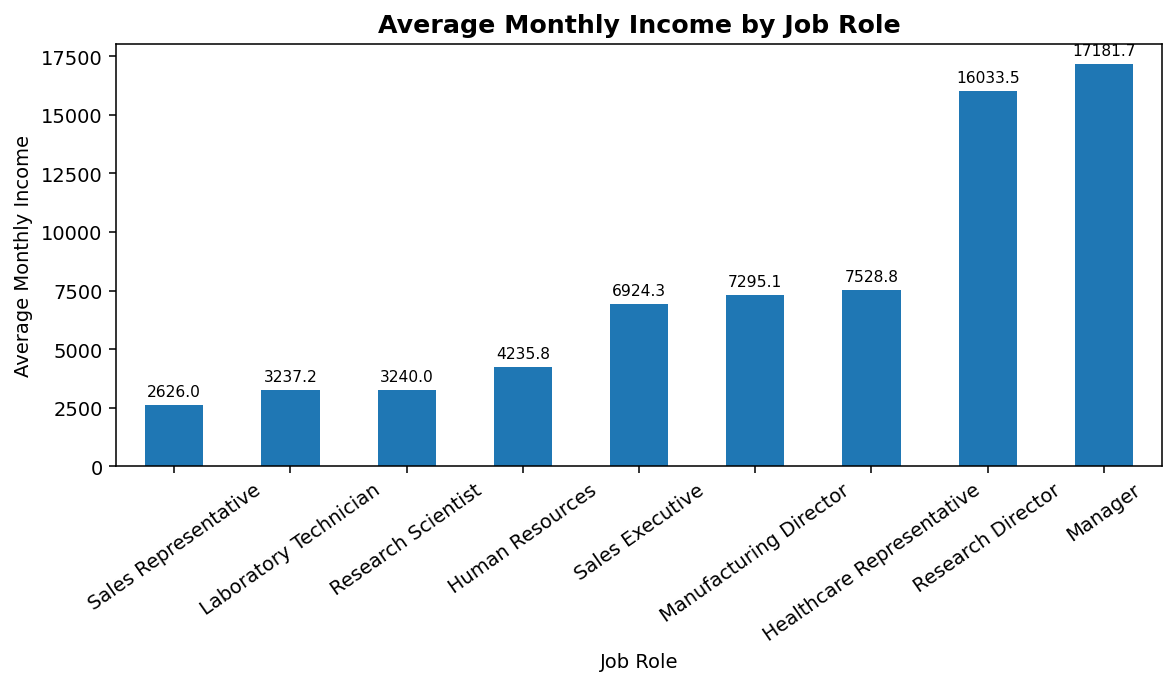 Average Monthly Income by Job Role
Average Monthly Income
17500
15000
12500
10000
7500
5000
2500
0
2626.0
3237.2
3240.0
4235.8
6924.3
7295.1
7528.8
16033.5
17181.7
Sales Representative
Laboratory Technician
Research Scientist
Human Resources
Sales Executive
Manufacturing Director
Healthcare Representative
Research Director
Manager
Job Role